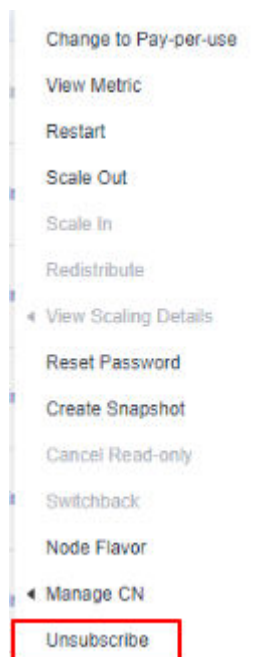 Change to Pay-per-use
View Metric
Restart
Scale Out
Scale In
Redistribute
View Scaling Details
Reset Password
Create Snapshot
Cancel Read-only
Switchback
Node Flavor
Manage CN
Unsubscribe